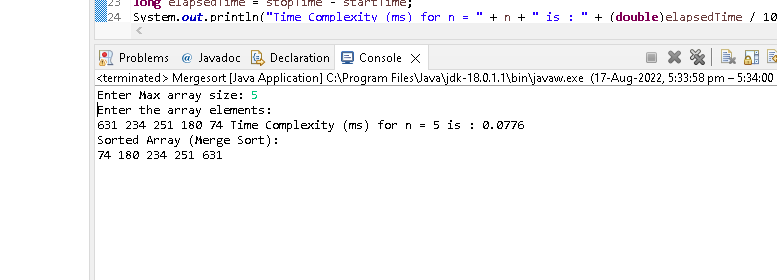 23 long elapsedTime = stopTime - startTime;
24 System.out.println("Time Complexity (ms) for n = " + n + " is : " + (double)elapsedTime / 10
Problems @ Javadoc Declaration Console
<terminated> Mergesort [Java Application] C:\Program Files\Java\jdk-18.0.1.1\bin\javaw.exe (17-Aug-2022, 5:33:58 pm – 5:34:00
Enter Max array size: 5
Enter the array elements:
631 234 251 180 74 Time Complexity (ms) for n = 5 is : 0.0776
Sorted Array (Merge Sort):
74 180 234 251 631